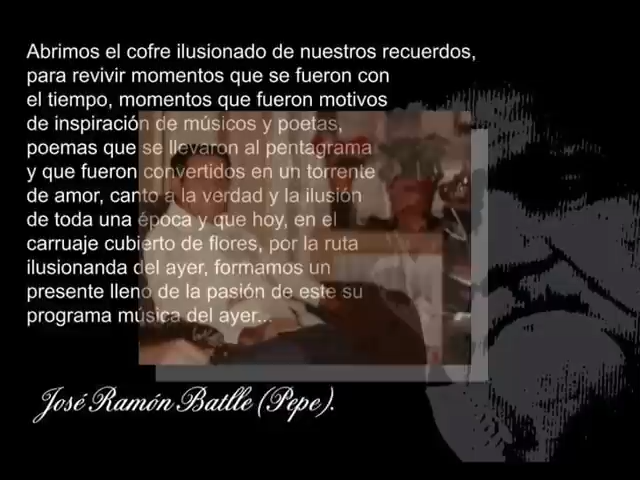 Abrimos el cofre ilusionado de nuestros recuerdos,
para revivir momentos que se fueron con
el tiempo, momentos que fueron motivos
de inspiración de músicos y poetas,
poemas que se llevaron al pentagrama
y que fueron convertidos en un torrente
de amor, canto a la verdad y la ilusión
de toda una época y que hoy, en el
carruaje cubierto de flores, por la ruta
ilusionanda del ayer, formamos un
presente lleno de la pasión de este su
programa música del ayer...
José Ramón Batlle (Pepe).